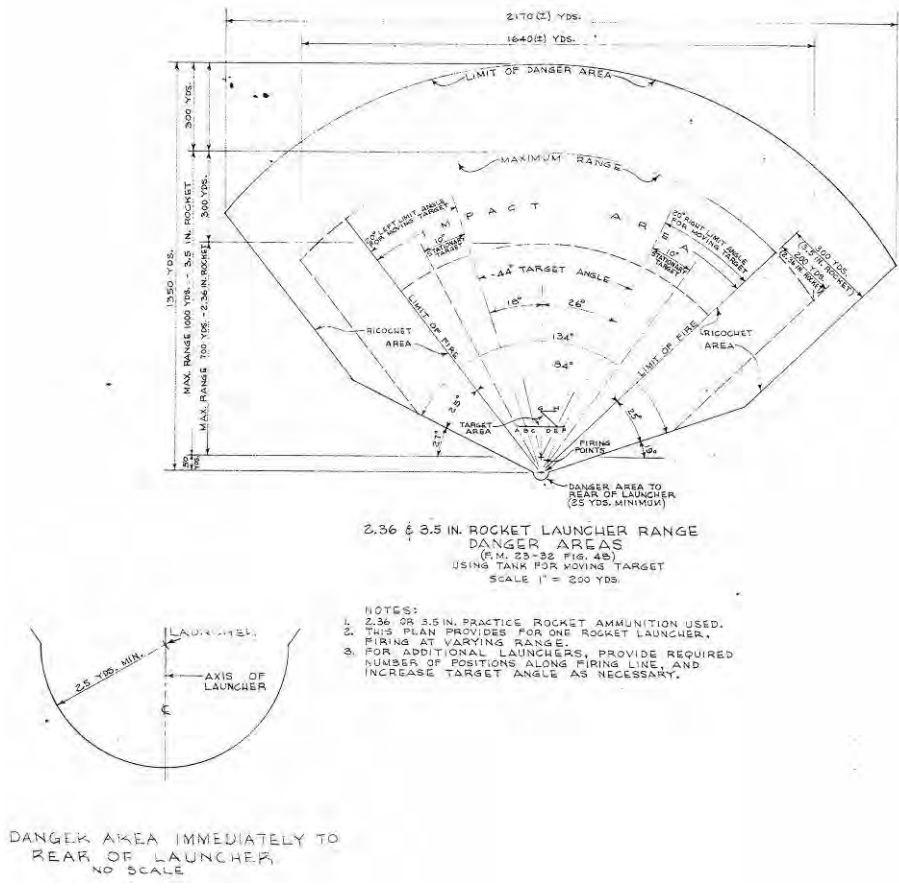 2170(±) YDS.
1640(±) YDS.
LIMIT OF DANGER AREA
300 YDS.
300 YDS.
1350 YDS.
MAX. RANGE 1000 YDS. - 3.5 IN. ROCKET
MAX. RANGE 700 YDS. - 2.36 IN. ROCKET
50
YDS.
MAXIMUM RANGE
IMPACT AREA
20° LEFT LIMIT ANGLE
FOR MOVING TARGET
10°
STATIONARY
TARGET
20° RIGHT LIMIT ANGLE
FOR MOVING TARGET
10°
STATIONARY
TARGET
300 YDS.
(3.5 IN. ROCKET)
200 YDS.
(2.36 IN. ROCKET)
44° TARGET ANGLE
18°
26°
LIMIT OF FIRE
LIMIT OF FIRE
RICOCHET
AREA
RICOCHET
AREA
134°
84°
25°
25°
27°
19°
G H
TARGET
AREA
A B C D E F
FIRING
POINTS
DANGER AREA TO
REAR OF LAUNCHER
(25 YDS. MINIMUM)
2.36 & 3.5 IN. ROCKET LAUNCHER RANGE
DANGER AREAS
(F.M. 23-32 FIG. 48)
USING TANK FOR MOVING TARGET
SCALE 1" = 200 YDS.
NOTES:
1. 2.36 OR 3.5 IN. PRACTICE ROCKET AMMUNITION USED.
2. THIS PLAN PROVIDES FOR ONE ROCKET LAUNCHER,
FIRING AT VARYING RANGE.
3. FOR ADDITIONAL LAUNCHERS, PROVIDE REQUIRED
NUMBER OF POSITIONS ALONG FIRING LINE, AND
INCREASE TARGET ANGLE AS NECESSARY.
LAUNCHER
25 YDS. MIN.
AXIS OF
LAUNCHER
℄
DANGER AREA IMMEDIATELY TO
REAR OF LAUNCHER
NO SCALE